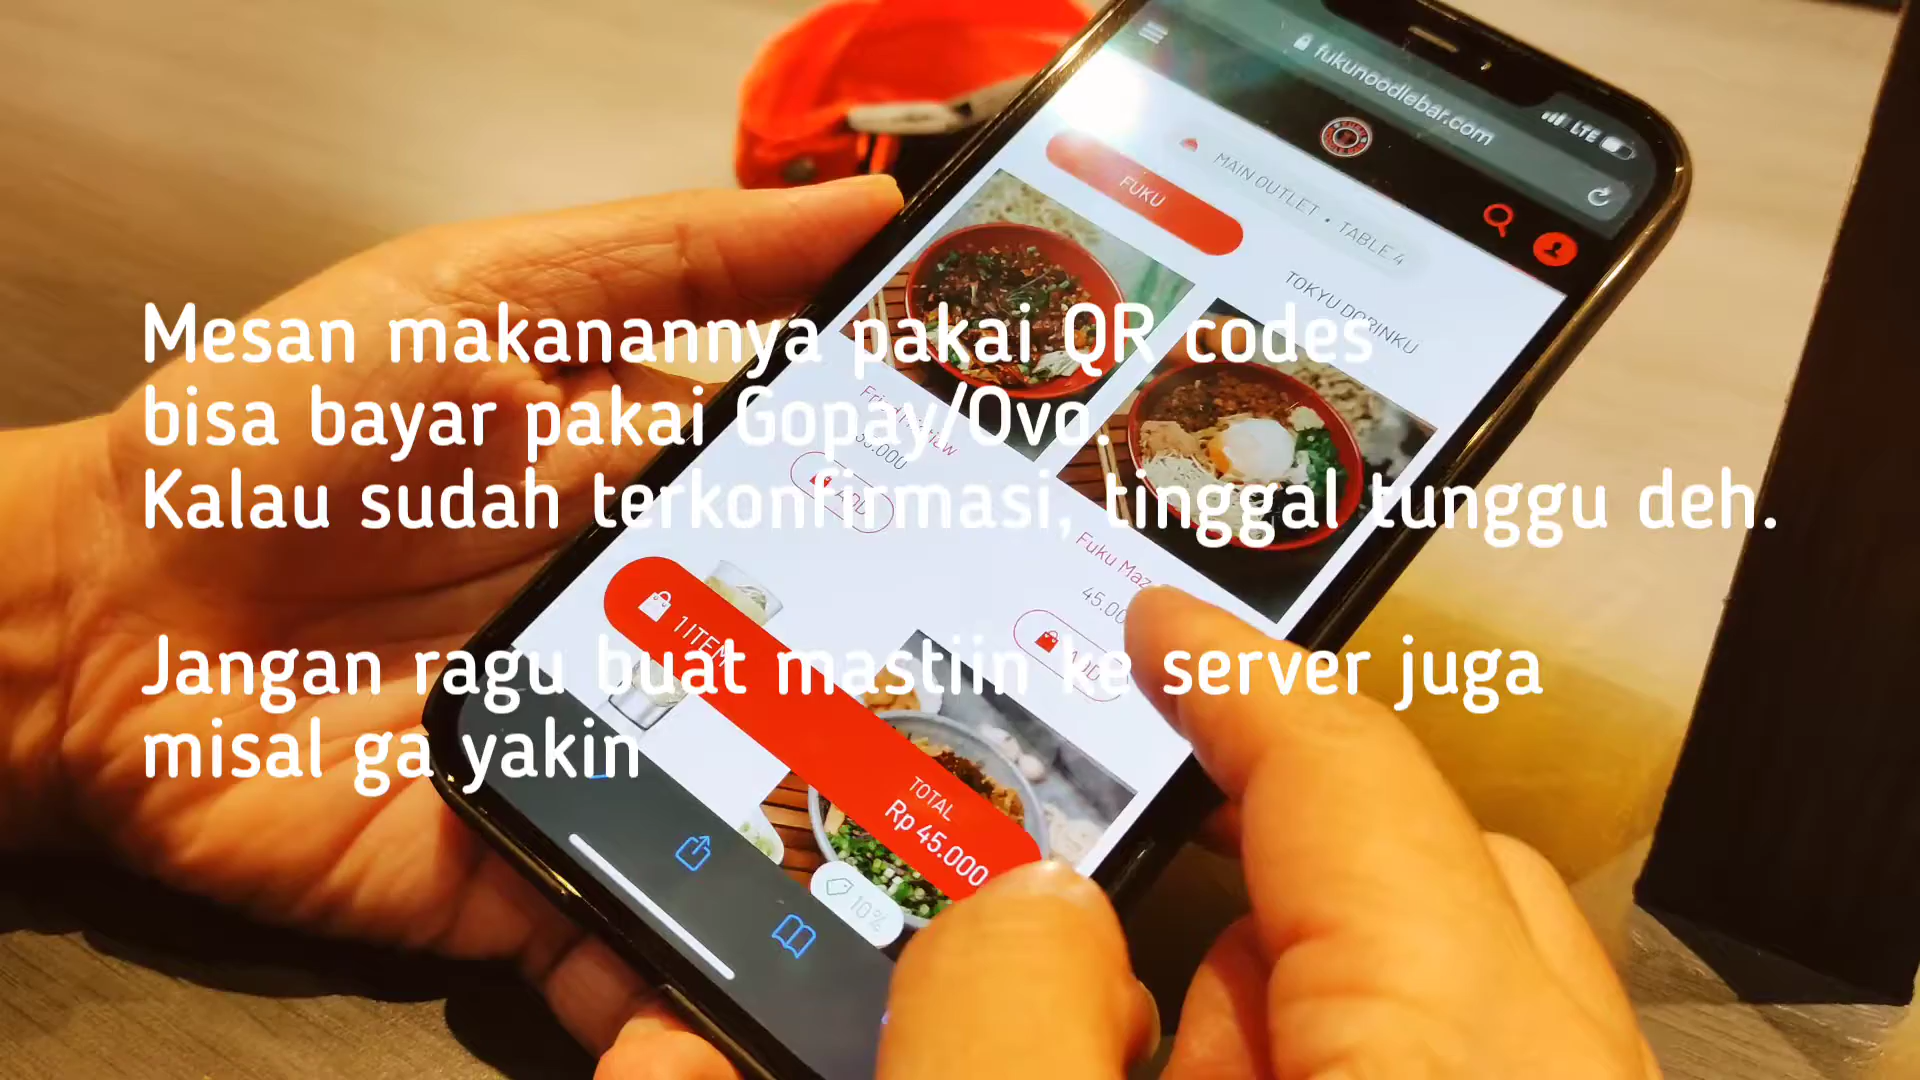 fukunoodlebar.com
LTE
MAIN OUTLET • TABLE 4
FUKU
TOKYU DORINKU
Mesan makanannya pakai QR codes
bisa bayar pakai Gopay/Ovo.
Kalau sudah terkonfirmasi, tinggal tunggu deh.
Fuku
45.00
1 ITEM
Jangan ragu buat mastiin ke server juga
misal ga yakin
TOTAL
Rp 45.000
10%